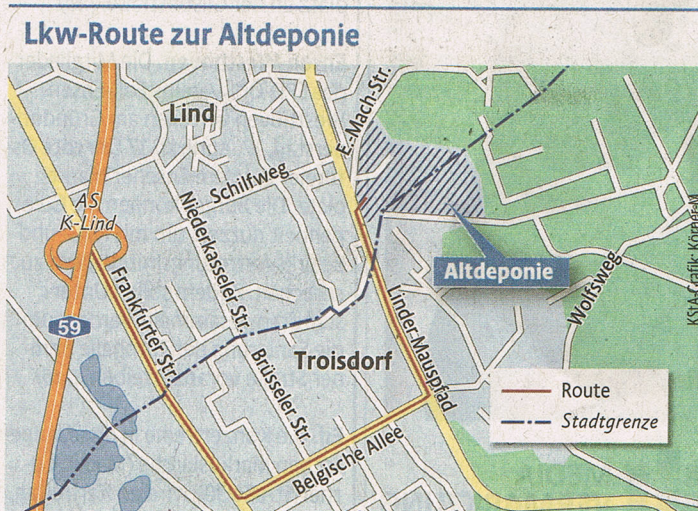 Lkw-Route zur Altdeponie
Lind
E.-Mach-Str.
Schilfweg
AS
K-Lind
Niederkasseler Str.
Altdeponie
Wolfsweg
Frankfurter Str.
59
Linder-Mauspfad
Troisdorf
Brüsseler Str.
Belgische Allee
Route
Stadtgrenze